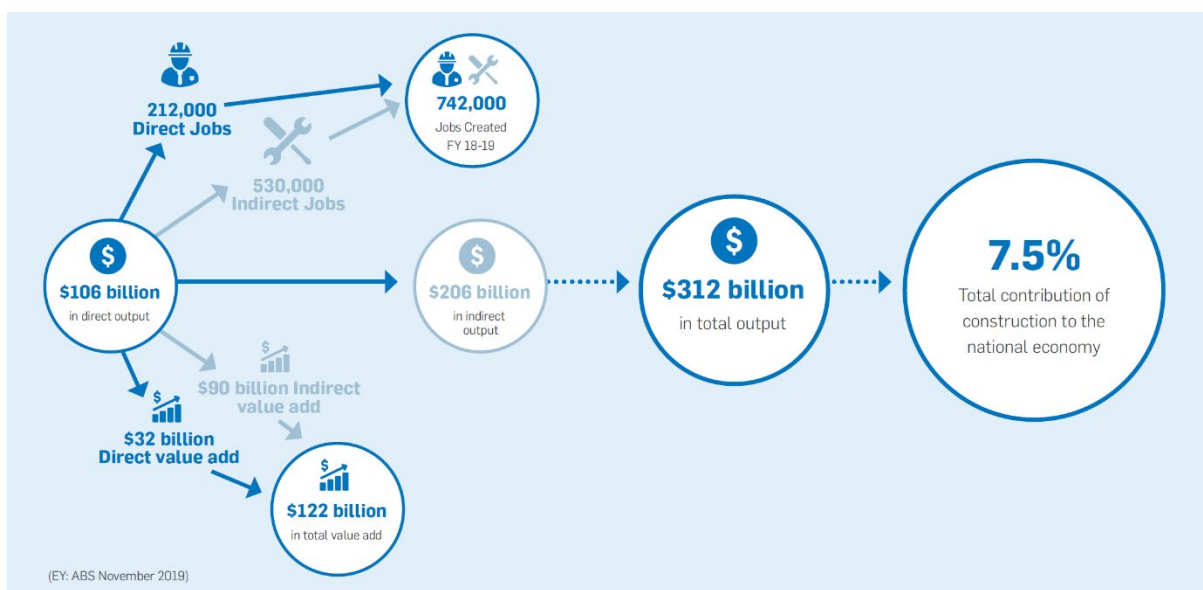 212,000
Direct Jobs
530,000
Indirect Jobs
742,000
Jobs Created
FY 18-19
$
$106 billion
in direct output
$
$206 billion
in indirect
output
$
$312 billion
in total output
7.5%
Total contribution of
construction to the
national economy
$
$90 billion Indirect
value add
$
$32 billion
Direct value add
$
$122 billion
in total value add
(EY: ABS November 2019)